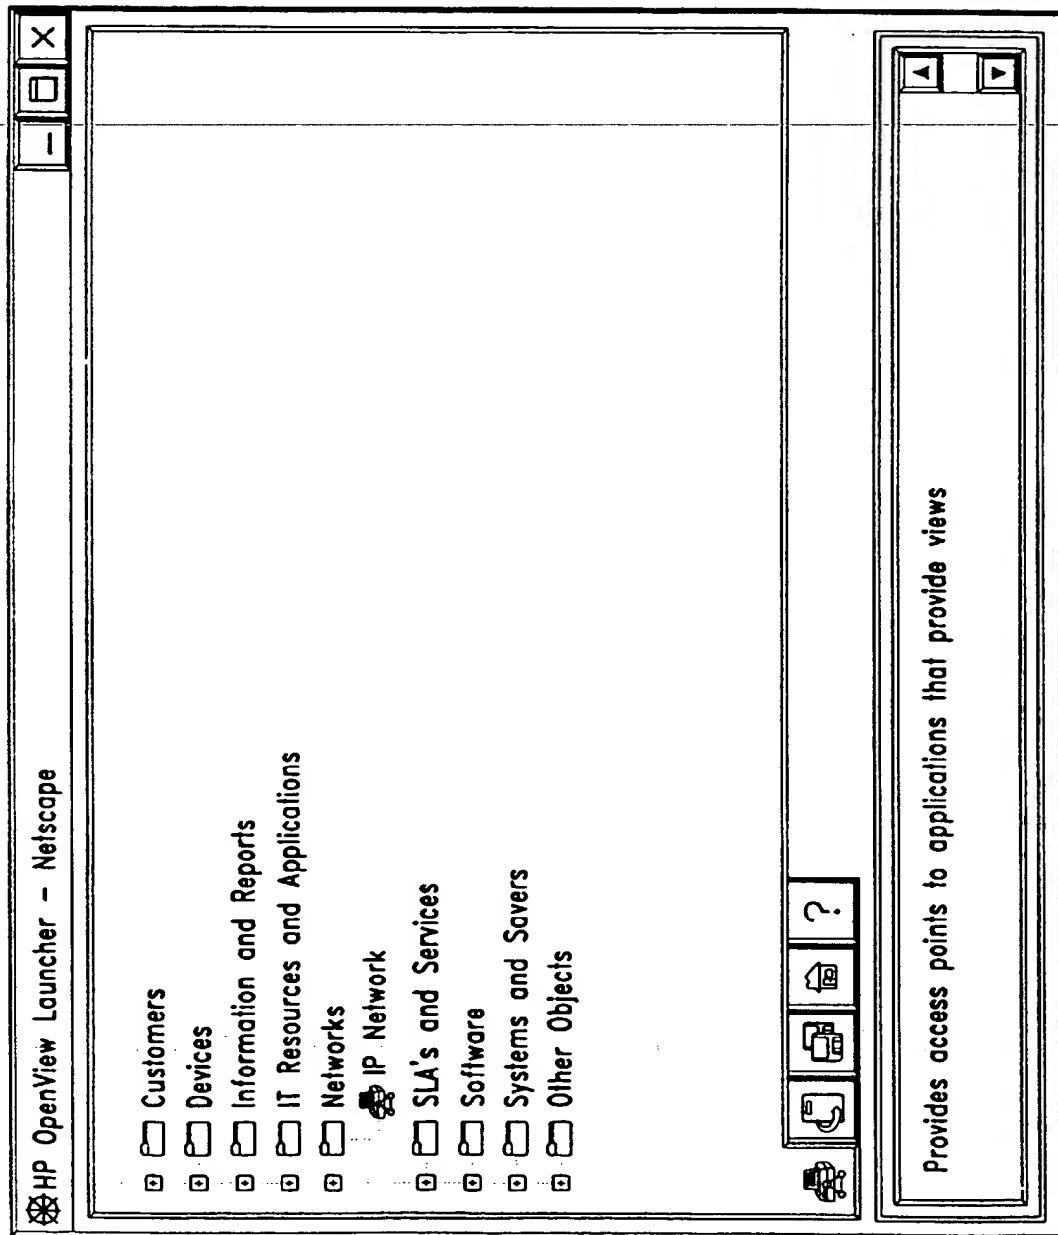 HP OpenView Launcher - Netscape
Customers
Devices
Information and Reports
IT Resources and Applications
Networks
IP Network
SLA's and Services
Software
Systems and Savers
Other Objects
?
Provides access points to applications that provide views